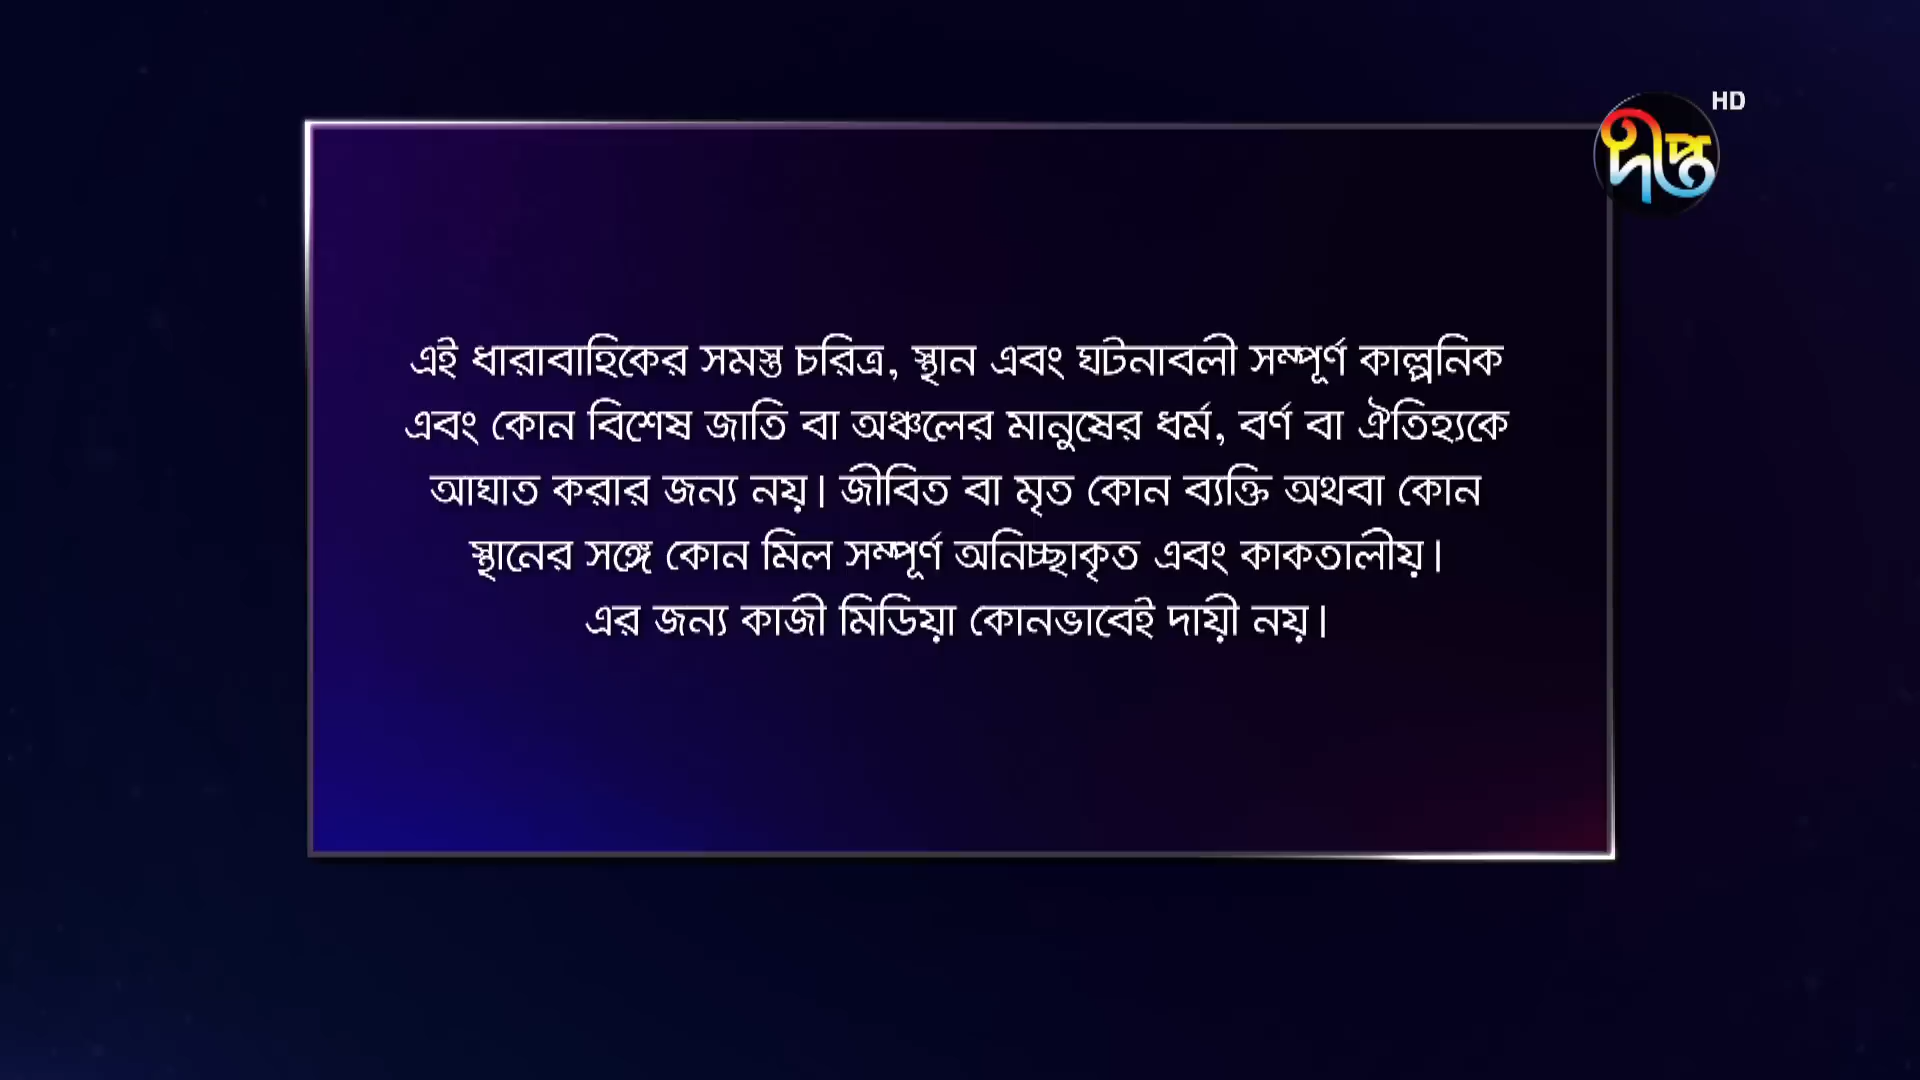 HD
দীপ্ত
এই ধারাবাহিকের সমস্ত চরিত্র, স্থান এবং ঘটনাবলী সম্পূর্ণ কাল্পনিক
এবং কোন বিশেষ জাতি বা অঞ্চলের মানুষের ধর্ম, বর্ণ বা ঐতিহ্যকে
আঘাত করার জন্য নয়। জীবিত বা মৃত কোন ব্যক্তি অথবা কোন
স্থানের সঙ্গে কোন মিল সম্পূর্ণ অনিচ্ছাকৃত এবং কাকতালীয়।
এর জন্য কাজী মিডিয়া কোনভাবেই দায়ী নয়।